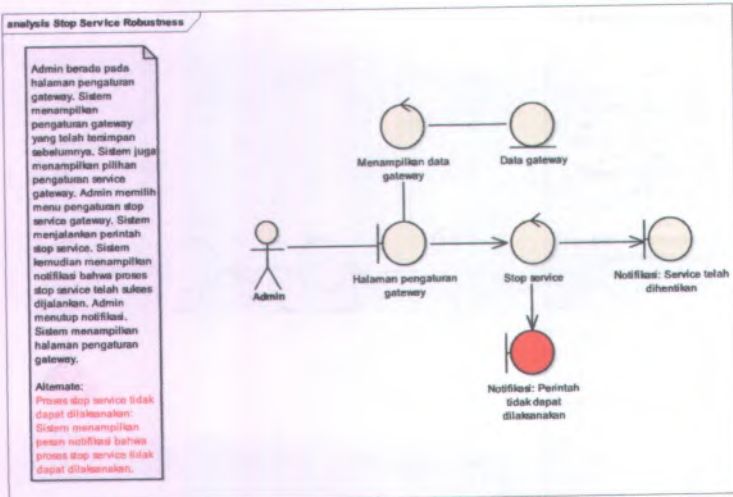 analysis Stop Service Robustness
Admin berada pada
halaman pengaturan
gateway. Sistem
menampilkan
pengaturan gateway
yang telah tersimpan
sebelumnya. Sistem juga
menampilkan pilihan
pengaturan service
gateway. Admin memilih
menu pengaturan stop
service gateway. Sistem
menjalankan perintah
stop service. Sistem
kemudian menampilkan
notifikasi bahwa proses
stop service telah sukses
dijalankan. Admin
menutup notifikasi.
Sistem menampilkan
halaman pengaturan
gateway.
Alternate:
Proses stop service tidak
dapat dilaksanakan:
Sistem menampilkan
pesan notifikasi bahwa
proses stop service tidak
dapat dilaksanakan.
Menampilkan data
gateway
Data gateway
Admin
Halaman pengaturan
gateway
Stop service
Notifikasi: Service telah
dihentikan
Notifikasi: Perintah
tidak dapat
dilaksanakan